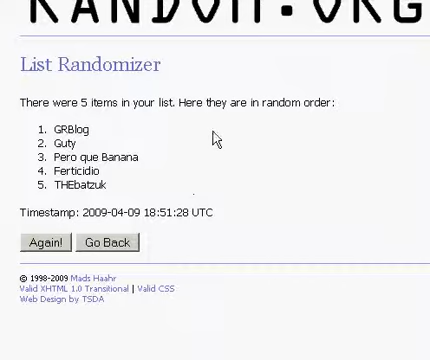 RANDOM.ORG
List Randomizer
There were 5 items in your list. Here they are in random order:
1. GRBlog
2. Guty
3. Pero que Banana
4. Ferticidio
5. THEbatzuk
Timestamp: 2009-04-09 18:51:28 UTC
Again! Go Back
© 1998-2009 Mads Haahr
Valid XHTML 1.0 Transitional | Valid CSS
Web Design by TSDA